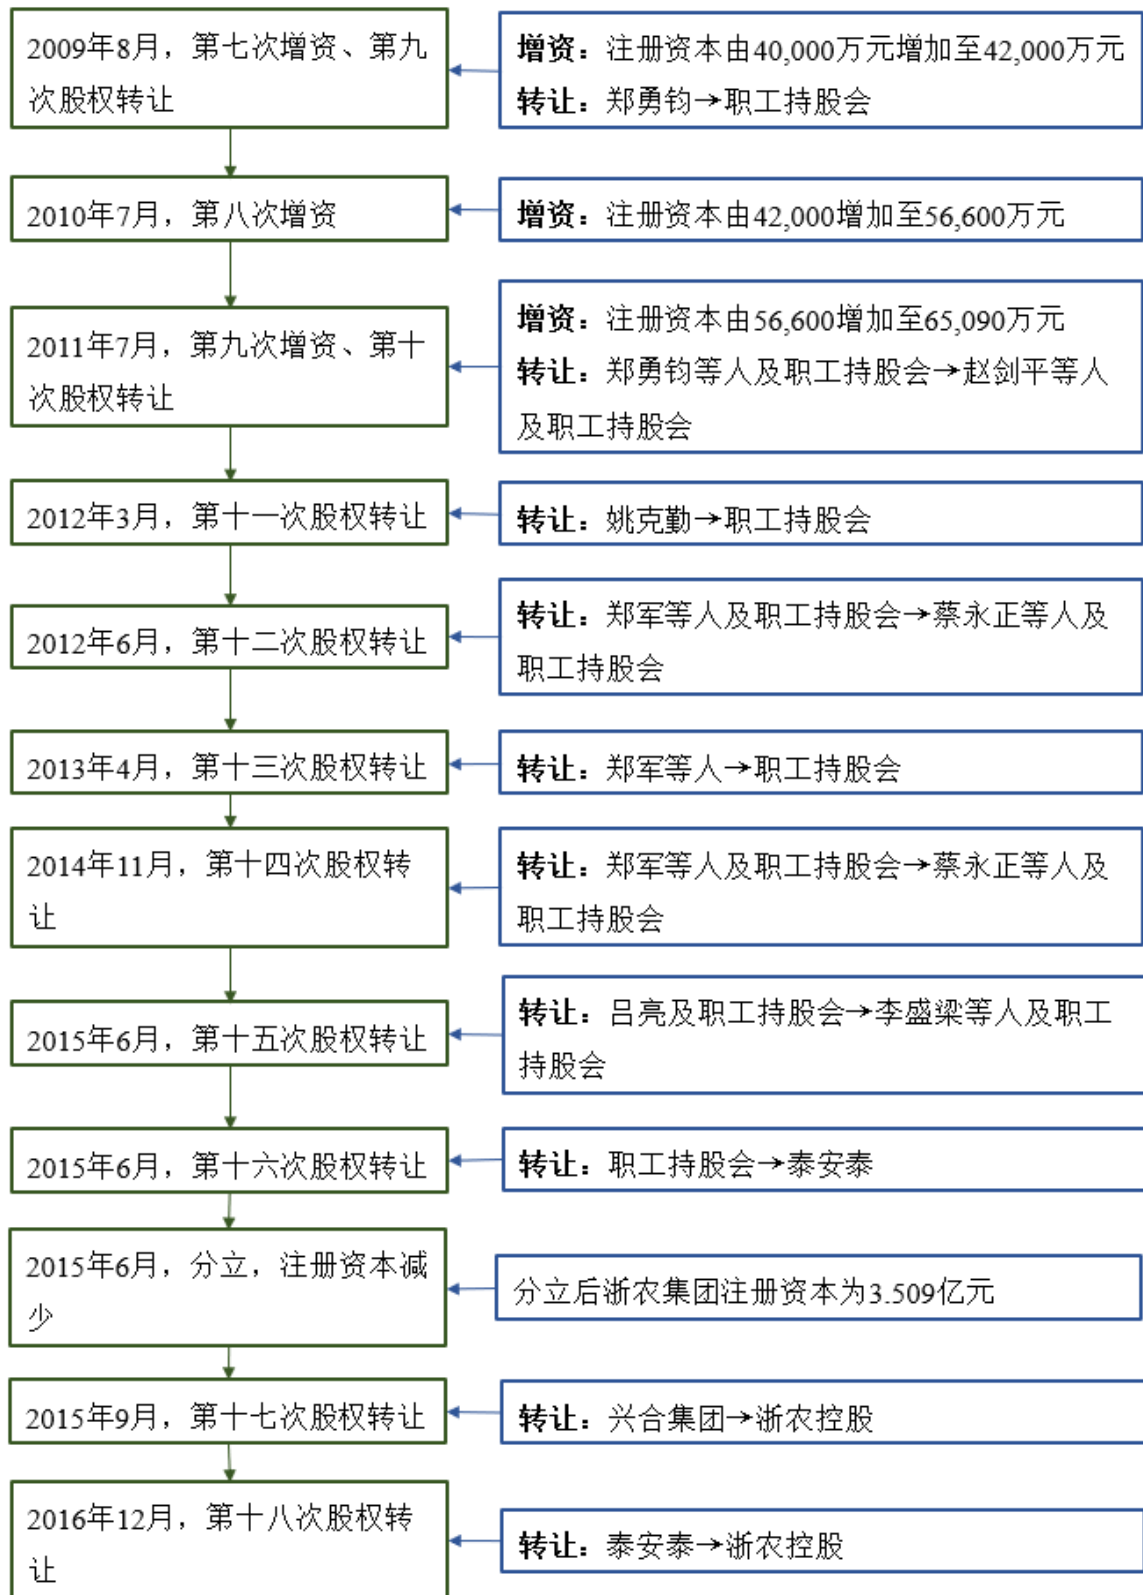 2009年8月，第七次增资、第九
次股权转让
增资：注册资本由40,000万元增加至42,000万元
转让：郑勇钧→职工持股会
2010年7月，第八次增资
增资：注册资本由42,000增加至56,600万元
2011年7月，第九次增资、第十
次股权转让
增资：注册资本由56,600增加至65,090万元
转让：郑勇钧等人及职工持股会→赵剑平等人
及职工持股会
2012年3月，第十一次股权转让
转让：姚克勤→职工持股会
2012年6月，第十二次股权转让
转让：郑军等人及职工持股会→蔡永正等人及
职工持股会
2013年4月，第十三次股权转让
转让：郑军等人→职工持股会
2014年11月，第十四次股权转
让
转让：郑军等人及职工持股会→蔡永正等人及
职工持股会
2015年6月，第十五次股权转让
转让：吕亮及职工持股会→李盛梁等人及职工
持股会
2015年6月，第十六次股权转让
转让：职工持股会→泰安泰
2015年6月，分立，注册资本减
少
分立后浙农集团注册资本为3.509亿元
2015年9月，第十七次股权转让
转让：兴合集团→浙农控股
2016年12月，第十八次股权转
让
转让：泰安泰→浙农控股